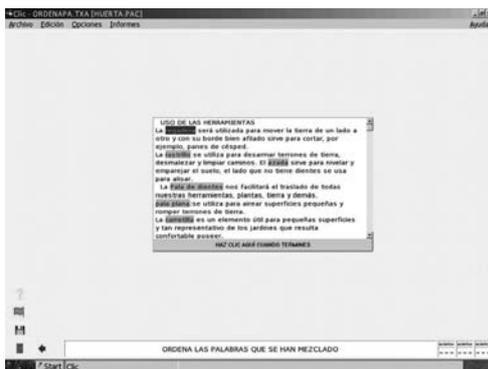 Clic - ORDENAPA.TXA [HUERTA.PAC]
Archivo Edición Opciones Informes Ayuda
USO DE LAS HERRAMIENTAS
La será utilizada para mover la tierra de un lado a
otro y con su borde bien afilado sirve para cortar, por
ejemplo, panes de césped.
La rastrillo se utiliza para desarmar terrones de tierra,
desmalezar y limpiar caminos. El azada sirve para nivelar y
emparejar el suelo, el lado que no tiene dientes se usa
para alisar.
La Pala de dientes nos facilitará el traslado de todas
nuestras herramientas, plantas, tierra y demás.
pala plana se utiliza para airear superficies pequeñas y
romper terrones de tierra.
La carretilla es un elemento útil para pequeñas superficies
y tan representativo de los jardines que resulta
confortable poseer.
HAZ CLIC AQUÍ CUANDO TERMINES
ORDENA LAS PALABRAS QUE SE HAN MEZCLADO
Start Clic